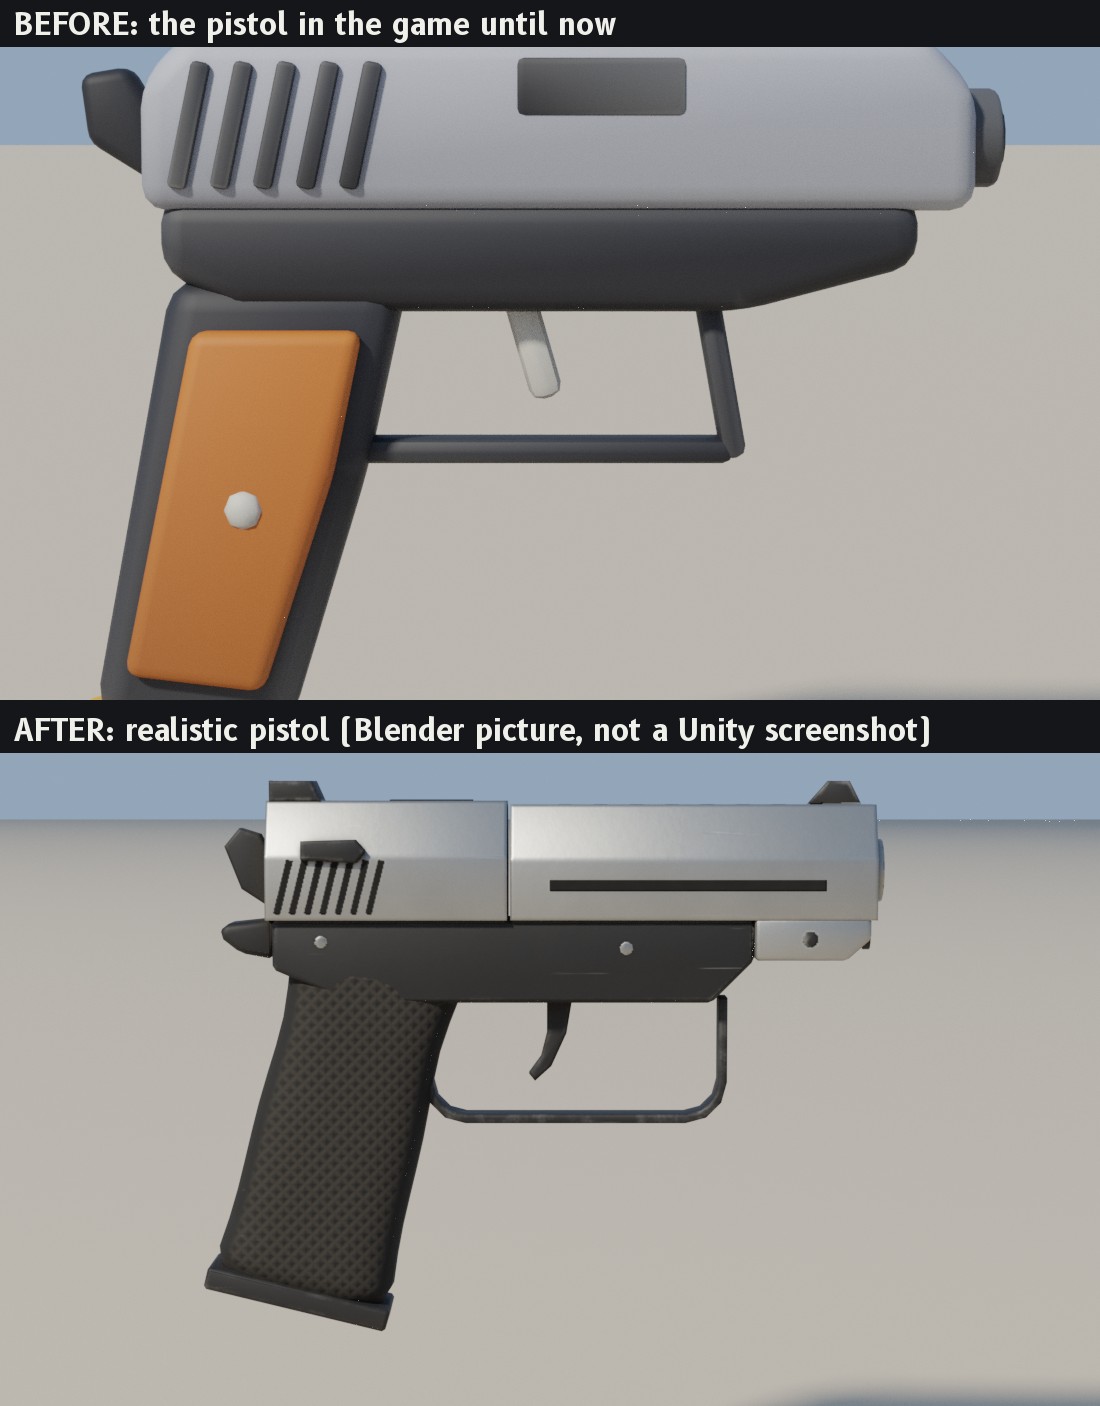 BEFORE: the pistol in the game until now
AFTER: realistic pistol (Blender picture, not a Unity screenshot)